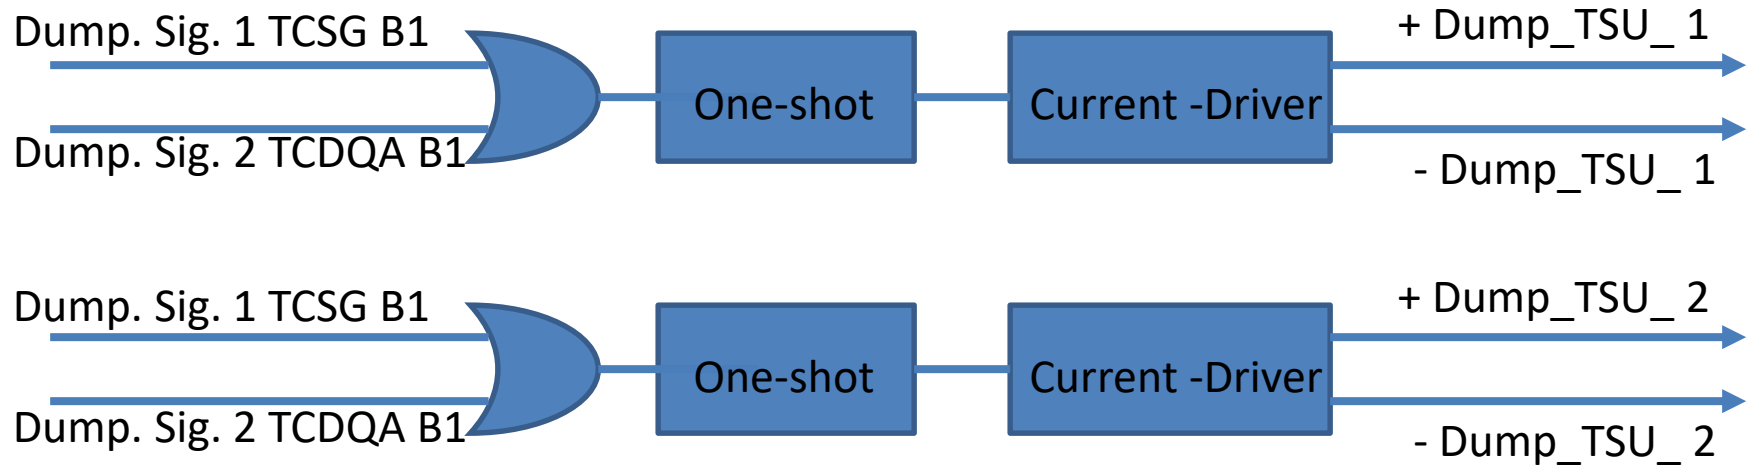 Dump. Sig. 1 TCSG B1
+ Dump_TSU_ 1
One-shot
Current -Driver
Dump. Sig. 2 TCDQA B1
- Dump_TSU_ 1
Dump. Sig. 1 TCSG B1
+ Dump_TSU_ 2
One-shot
Current -Driver
Dump. Sig. 2 TCDQA B1
- Dump_TSU_ 2